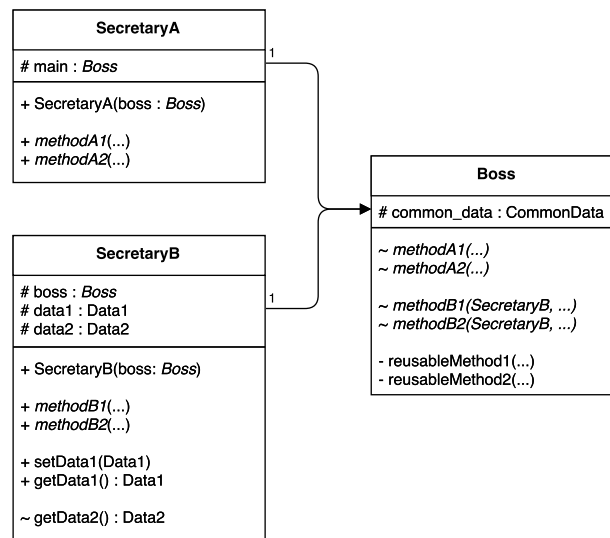 SecretaryA
# main : Boss
+ SecretaryA(boss : Boss)
+ methodA1(...)
+ methodA2(...)
1
SecretaryB
# boss : Boss
# data1 : Data1
# data2 : Data2
+ SecretaryB(boss: Boss)
+ methodB1(...)
+ methodB2(...)
+ setData1(Data1)
+ getData1() : Data1
~ getData2() : Data2
1
Boss
# common_data : CommonData
~ methodA1(...)
~ methodA2(...)
~ methodB1(SecretaryB, ...)
~ methodB2(SecretaryB, ...)
- reusableMethod1(...)
- reusableMethod2(...)